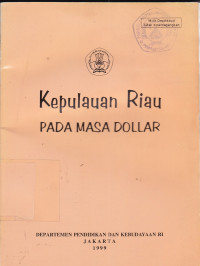 Kepulauan Riau
PADA MASA DOLLAR
DEPARTEMEN PENDIDIKAN DAN KEBUDAYAAN RI
JAKARTA
1999